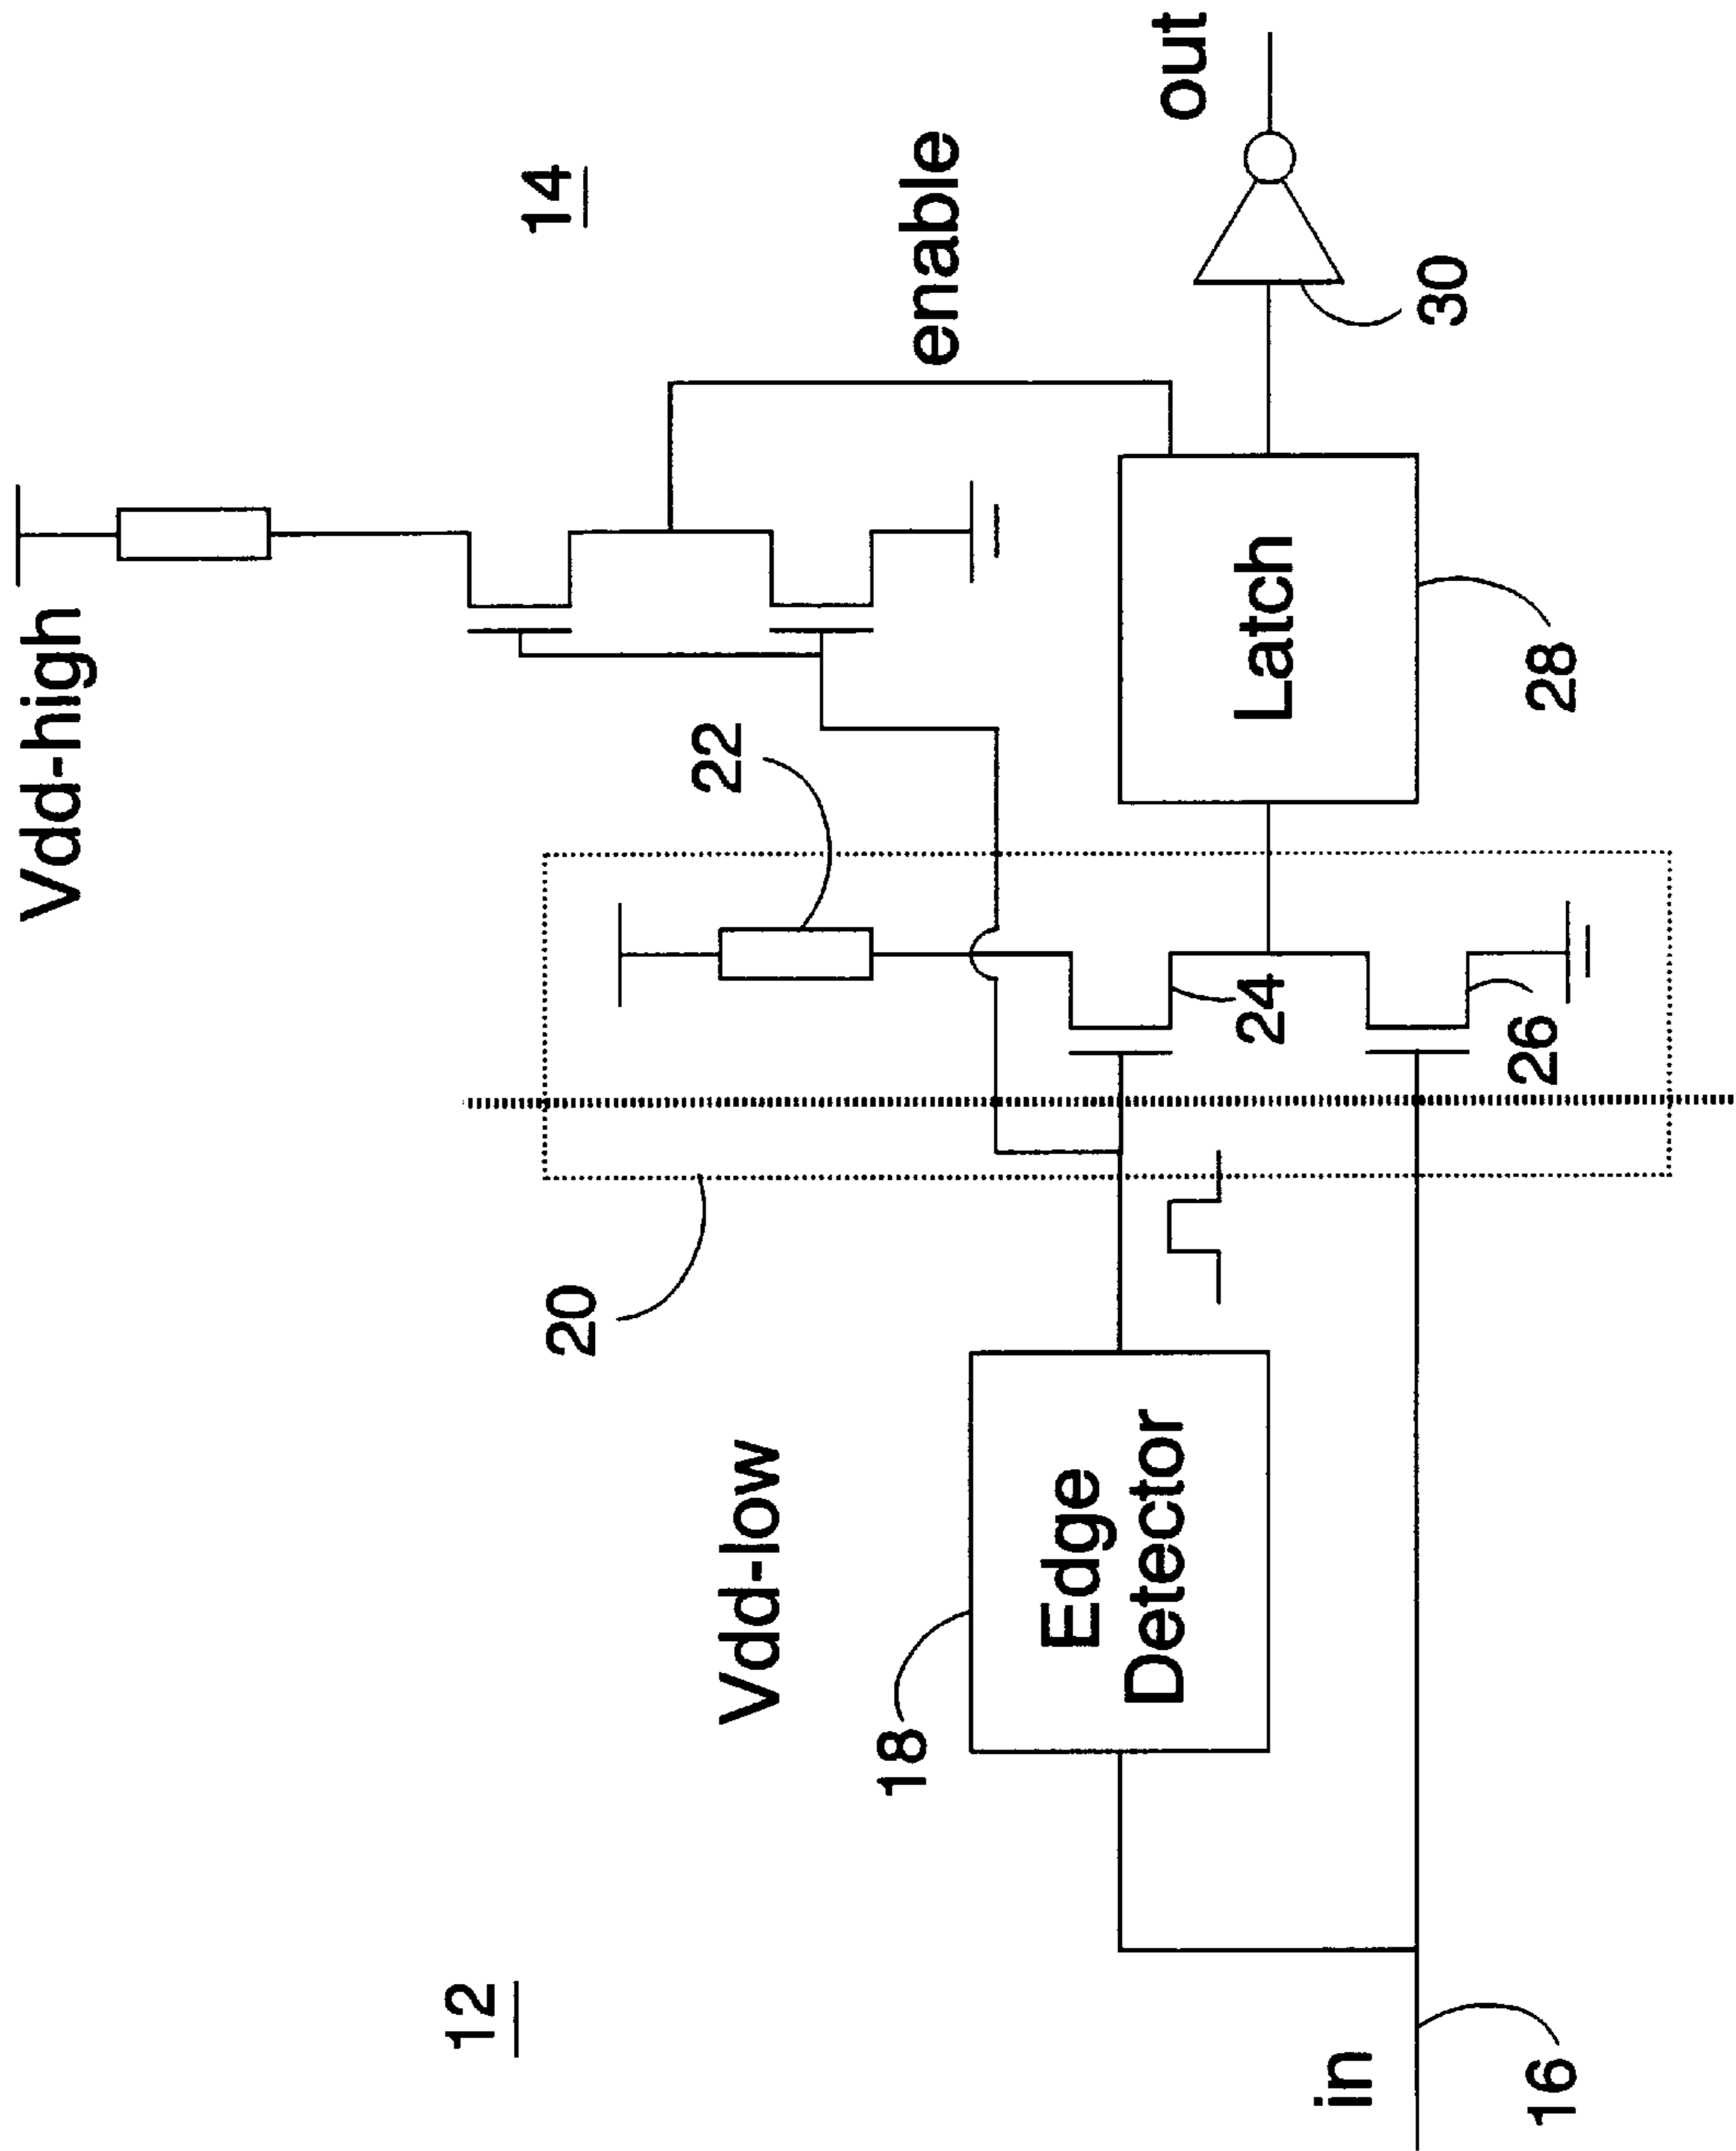 Vdd-high
14
enable
out
22
12
Vdd-low
20
18
Edge
Detector
24
26
Latch
28
30
in
16